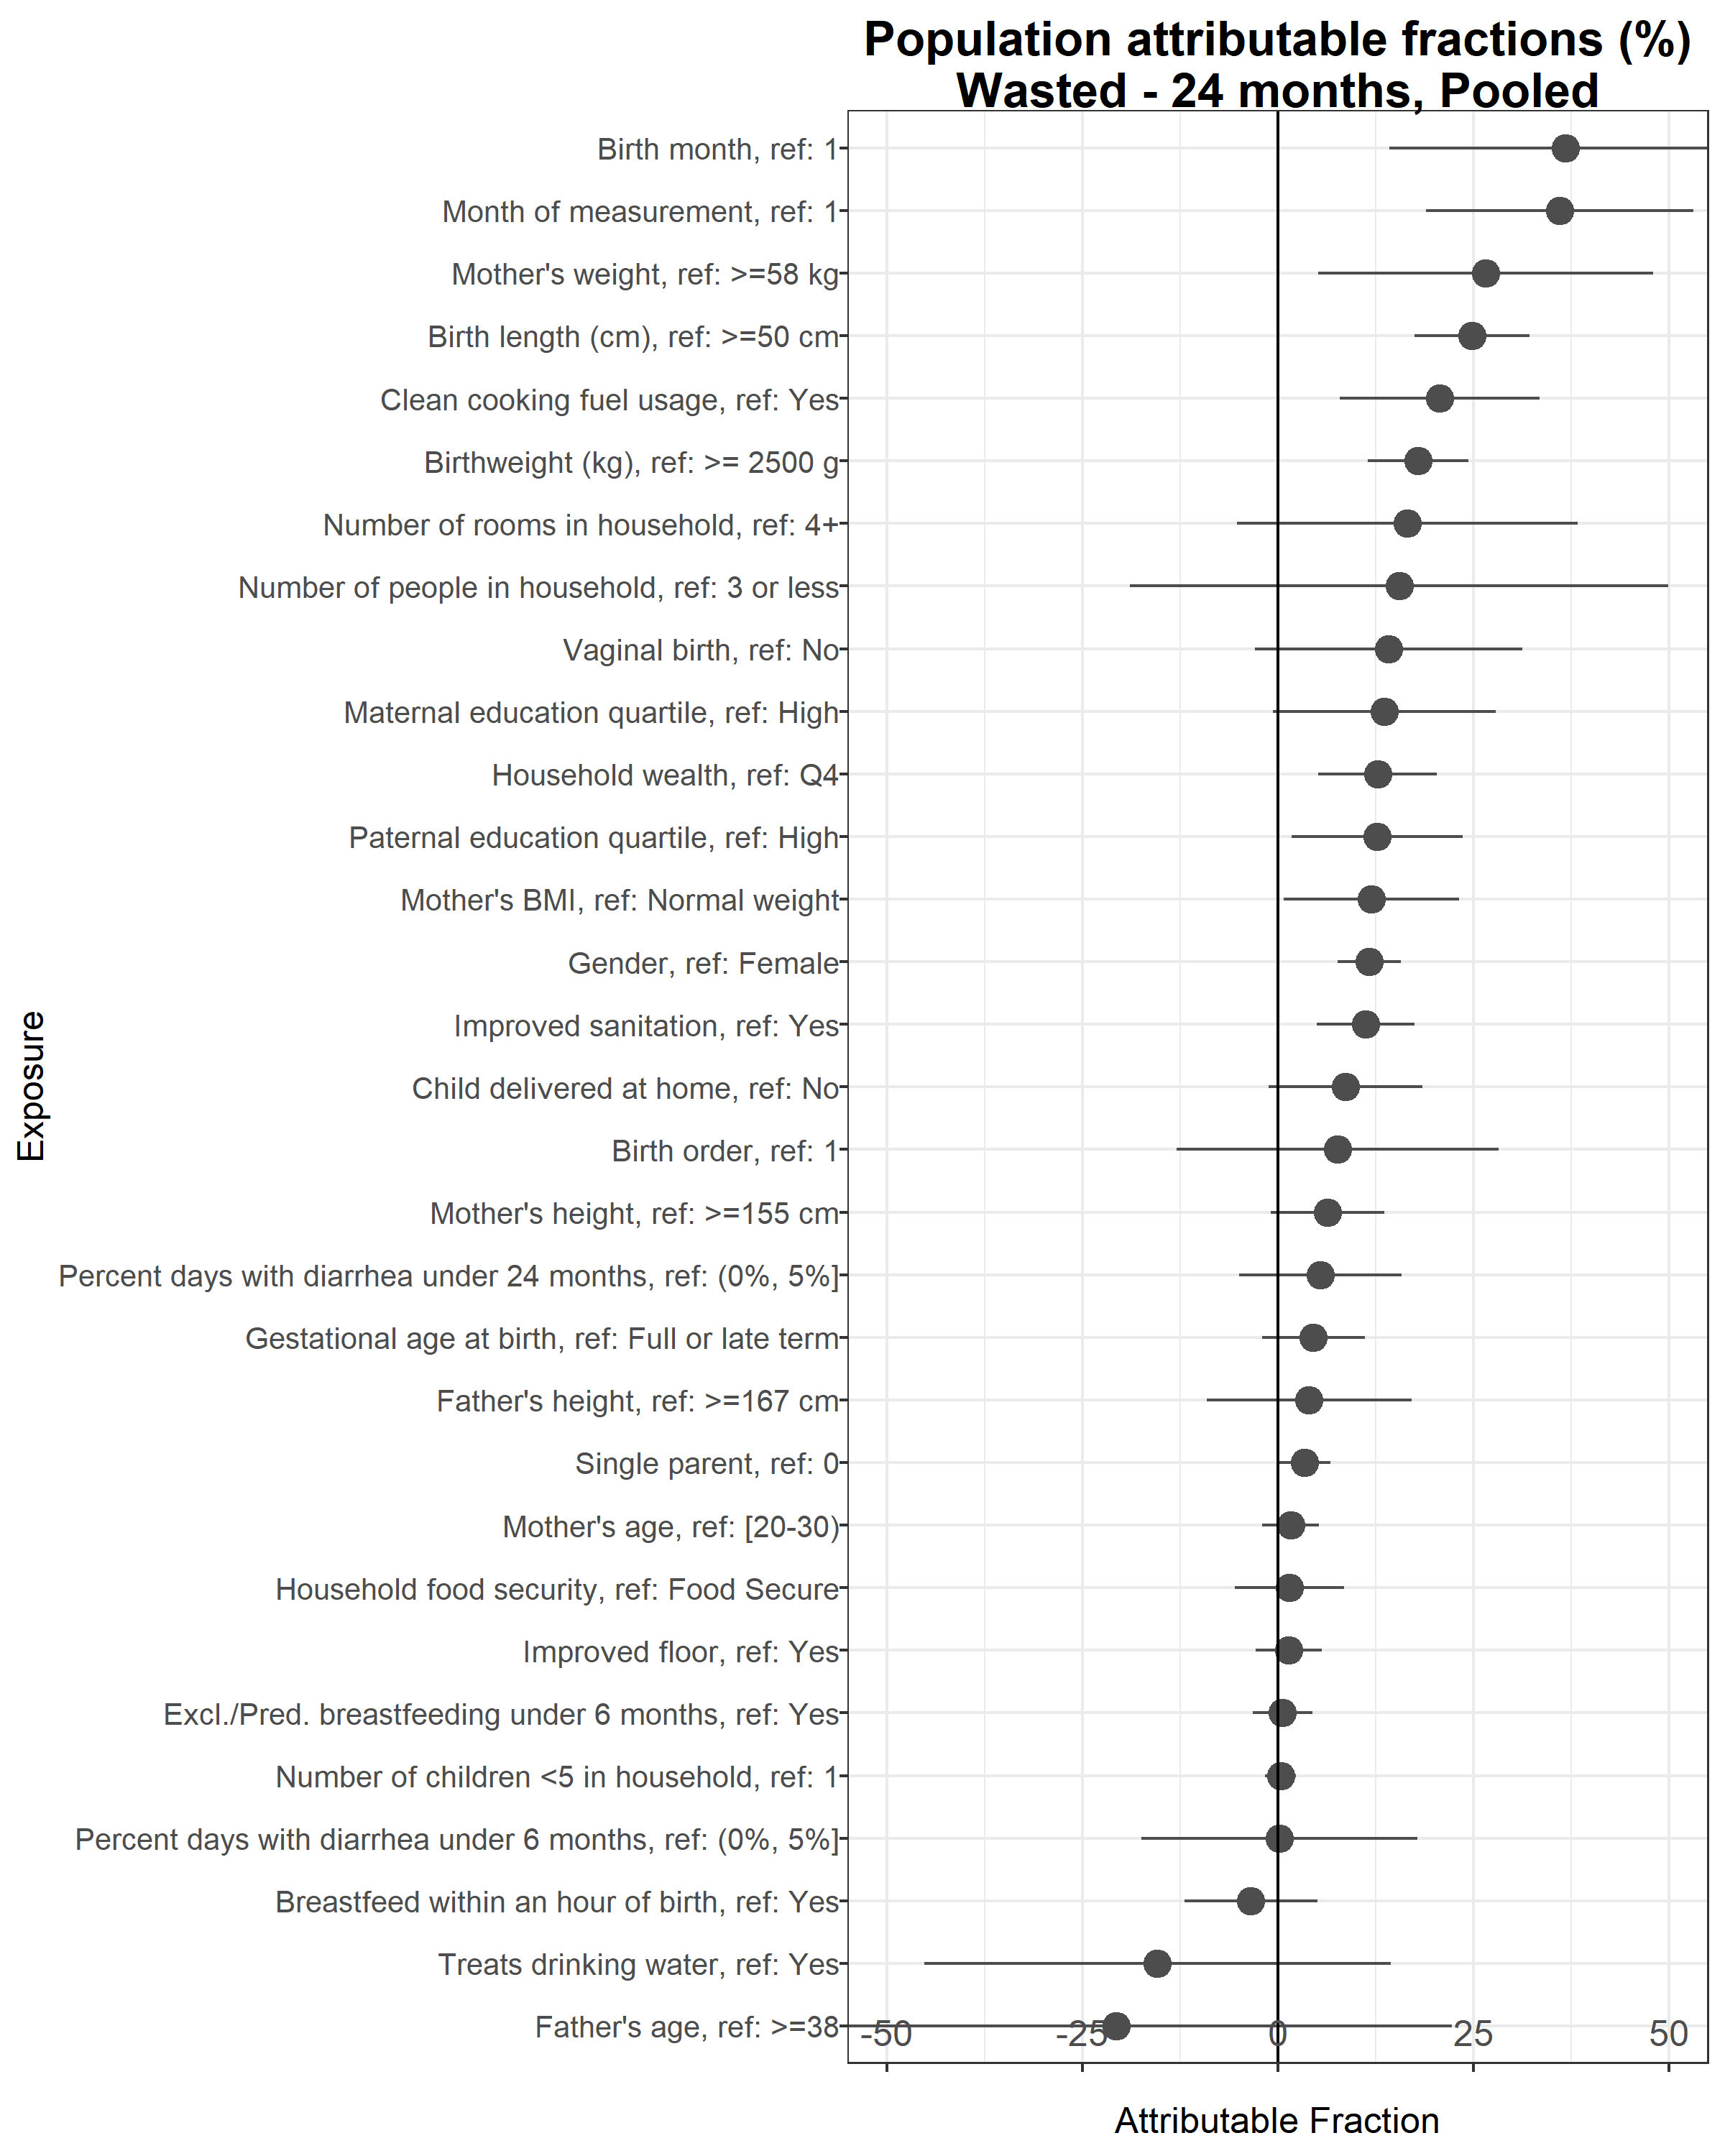 Population attributable fractions (%)
Wasted - 24 months, Pooled
Birth month, ref: 1
Month of measurement, ref: 1
Mother's weight, ref: >=58 kg
Birth length (cm), ref: >=50 cm
Clean cooking fuel usage, ref: Yes
Birthweight (kg), ref: >= 2500 g
Number of rooms in household, ref: 4+
Number of people in household, ref: 3 or less
Vaginal birth, ref: No
Maternal education quartile, ref: High
Household wealth, ref: Q4
Paternal education quartile, ref: High
Mother's BMI, ref: Normal weight
Gender, ref: Female
Improved sanitation, ref: Yes
Child delivered at home, ref: No
Birth order, ref: 1
Mother's height, ref: >=155 cm
Percent days with diarrhea under 24 months, ref: (0%, 5%]
Gestational age at birth, ref: Full or late term
Father's height, ref: >=167 cm
Single parent, ref: 0
Mother's age, ref: [20-30)
Household food security, ref: Food Secure
Improved floor, ref: Yes
Excl./Pred. breastfeeding under 6 months, ref: Yes
Number of children <5 in household, ref: 1
Percent days with diarrhea under 6 months, ref: (0%, 5%]
Breastfeed within an hour of birth, ref: Yes
Treats drinking water, ref: Yes
Father's age, ref: >=38
Exposure
-50 -25 0 25 50
Attributable Fraction